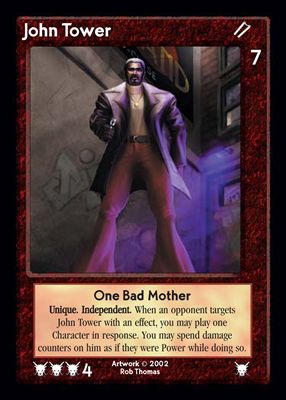 John Tower
7
One Bad Mother
Unique. Independent. When an opponent targets
John Tower with an effect, you may play one
Character in response. You may spend damage
counters on him as if they were Power while doing so.
4
Artwork © 2002
Rob Thomas